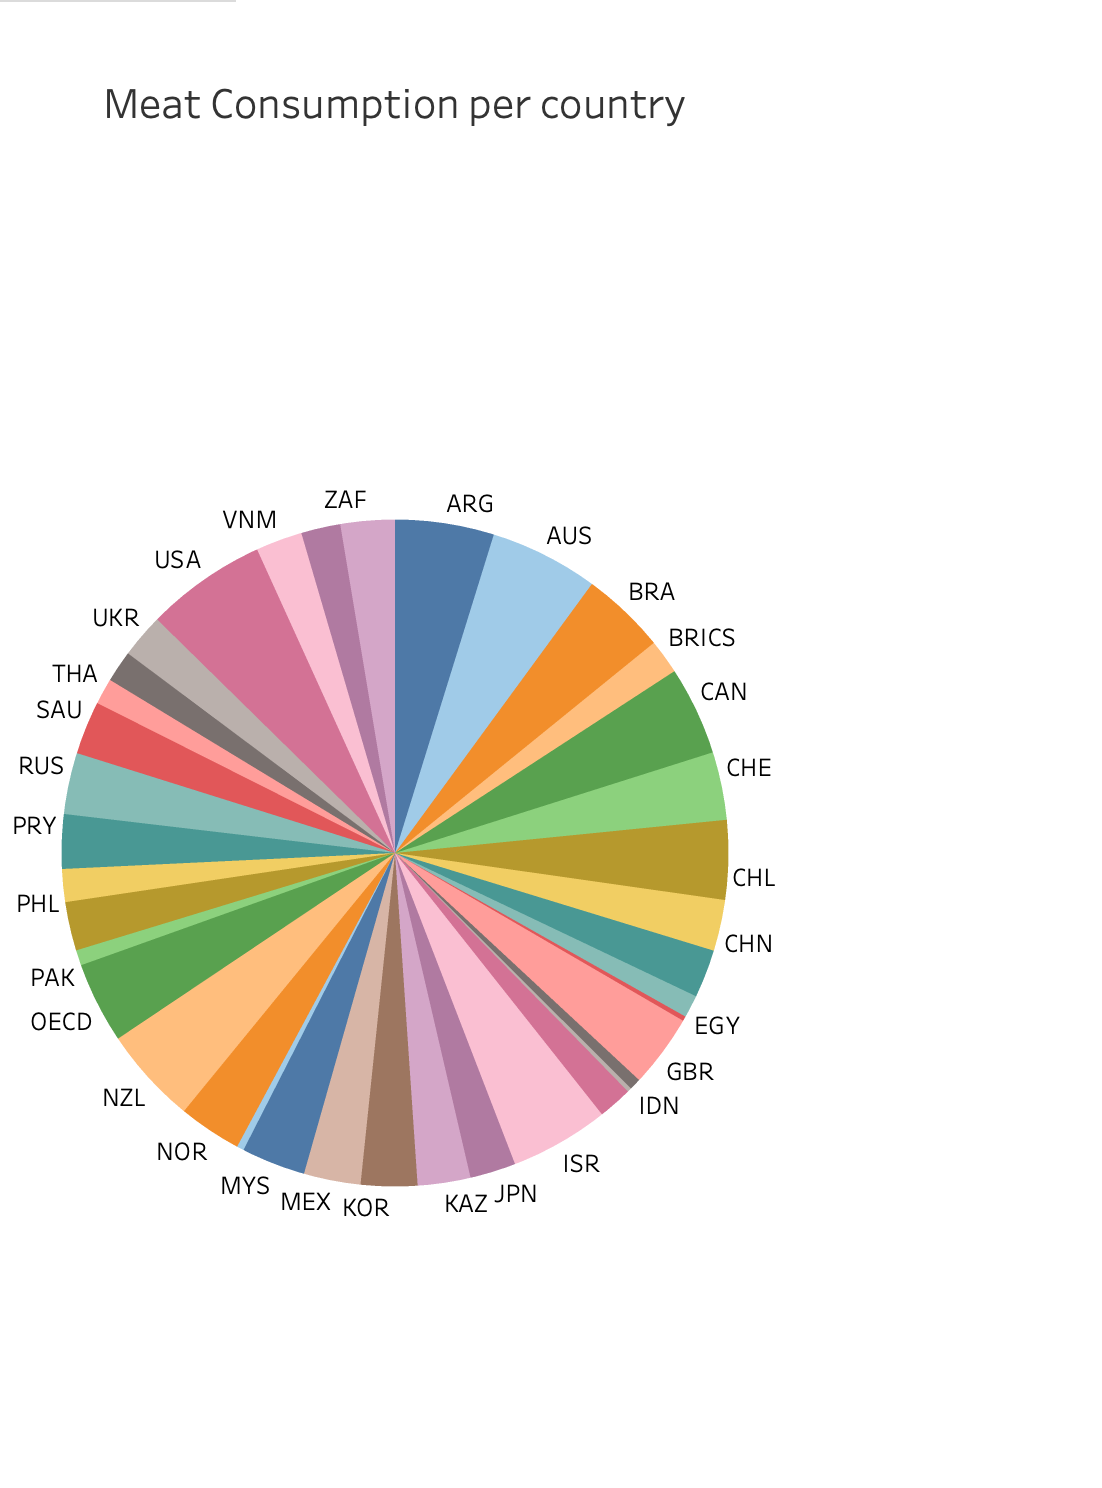 Meat Consumption per country
ZAF
ARG
VNM
AUS
USA
BRA
UKR
BRICS
THA
CAN
SAU
RUS
CHE
PRY
CHL
PHL
CHN
PAK
OECD
EGY
GBR
NZL
IDN
NOR
ISR
MYS
JPN
MEX
KAZ
KOR